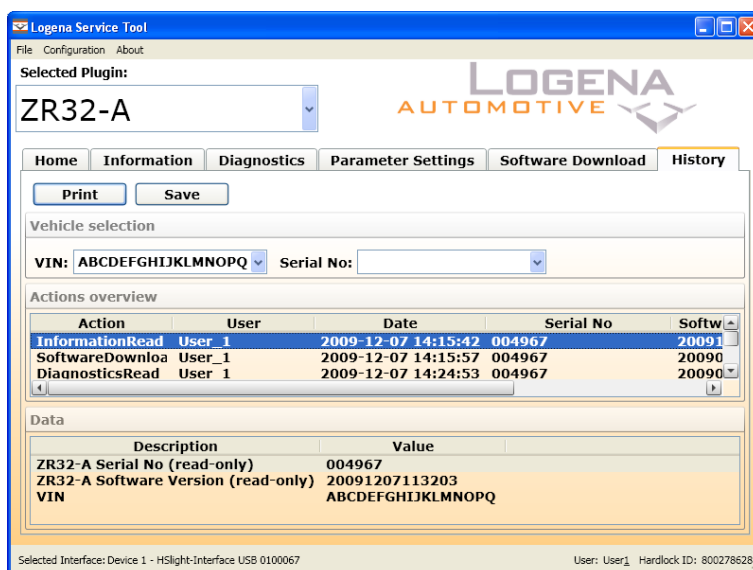 Logena Service Tool
File Configuration About
Selected Plugin:
LOGENA
AUTOMOTIVE
ZR32-A
Home Information Diagnostics Parameter Settings Software Download History
Print Save
Vehicle selection
VIN: ABCDEFGHIJKLMNOPQ Serial No:
Actions overview
Action User Date Serial No Softw
InformationRead User_1 2009-12-07 14:15:42 004967 20091
SoftwareDownloa User_1 2009-12-07 14:15:57 004967 20090
DiagnosticsRead User_1 2009-12-07 14:24:53 004967 20090
Data
Description Value
ZR32-A Serial No (read-only) 004967
ZR32-A Software Version (read-only) 20091207113203
VIN ABCDEFGHIJKLMNOPQ
Selected Interface: Device 1 - HSlight-Interface USB 0100067 User: User1 Hardlock ID: 800278628